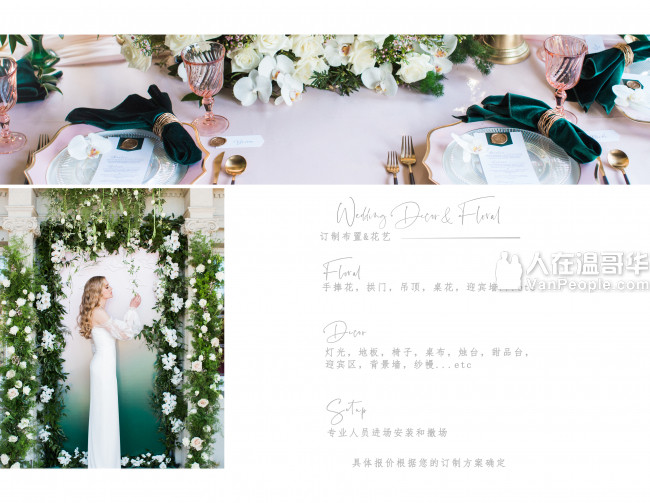 Wedding Decor & Floral
订制布置&花艺
Floral
手捧花，拱门，吊顶，桌花，迎宾墙...etc
人在温哥华
VanPeople.com
Decor
灯光，地板，椅子，桌布，烛台，甜品台，
迎宾区，背景墙，纱幔...etc
Setup
专业人员进场安装和撤场
具体报价根据您的订制方案确定